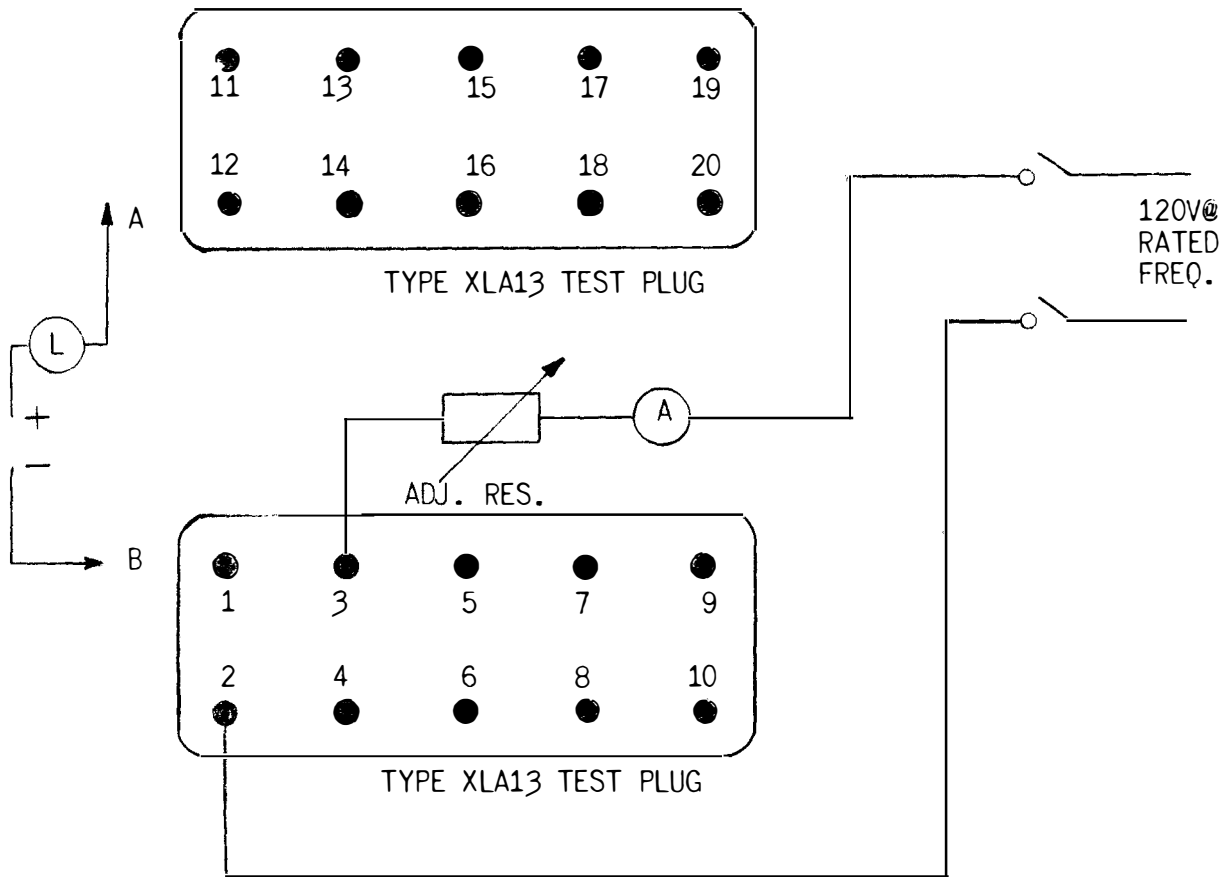 11 13 15 17 19
12 14 16 18 20
A
TYPE XLA13 TEST PLUG
120V@
RATED
FREQ.
L
+
−
A
ADJ. RES.
B
1 3 5 7 9
2 4 6 8 10
TYPE XLA13 TEST PLUG